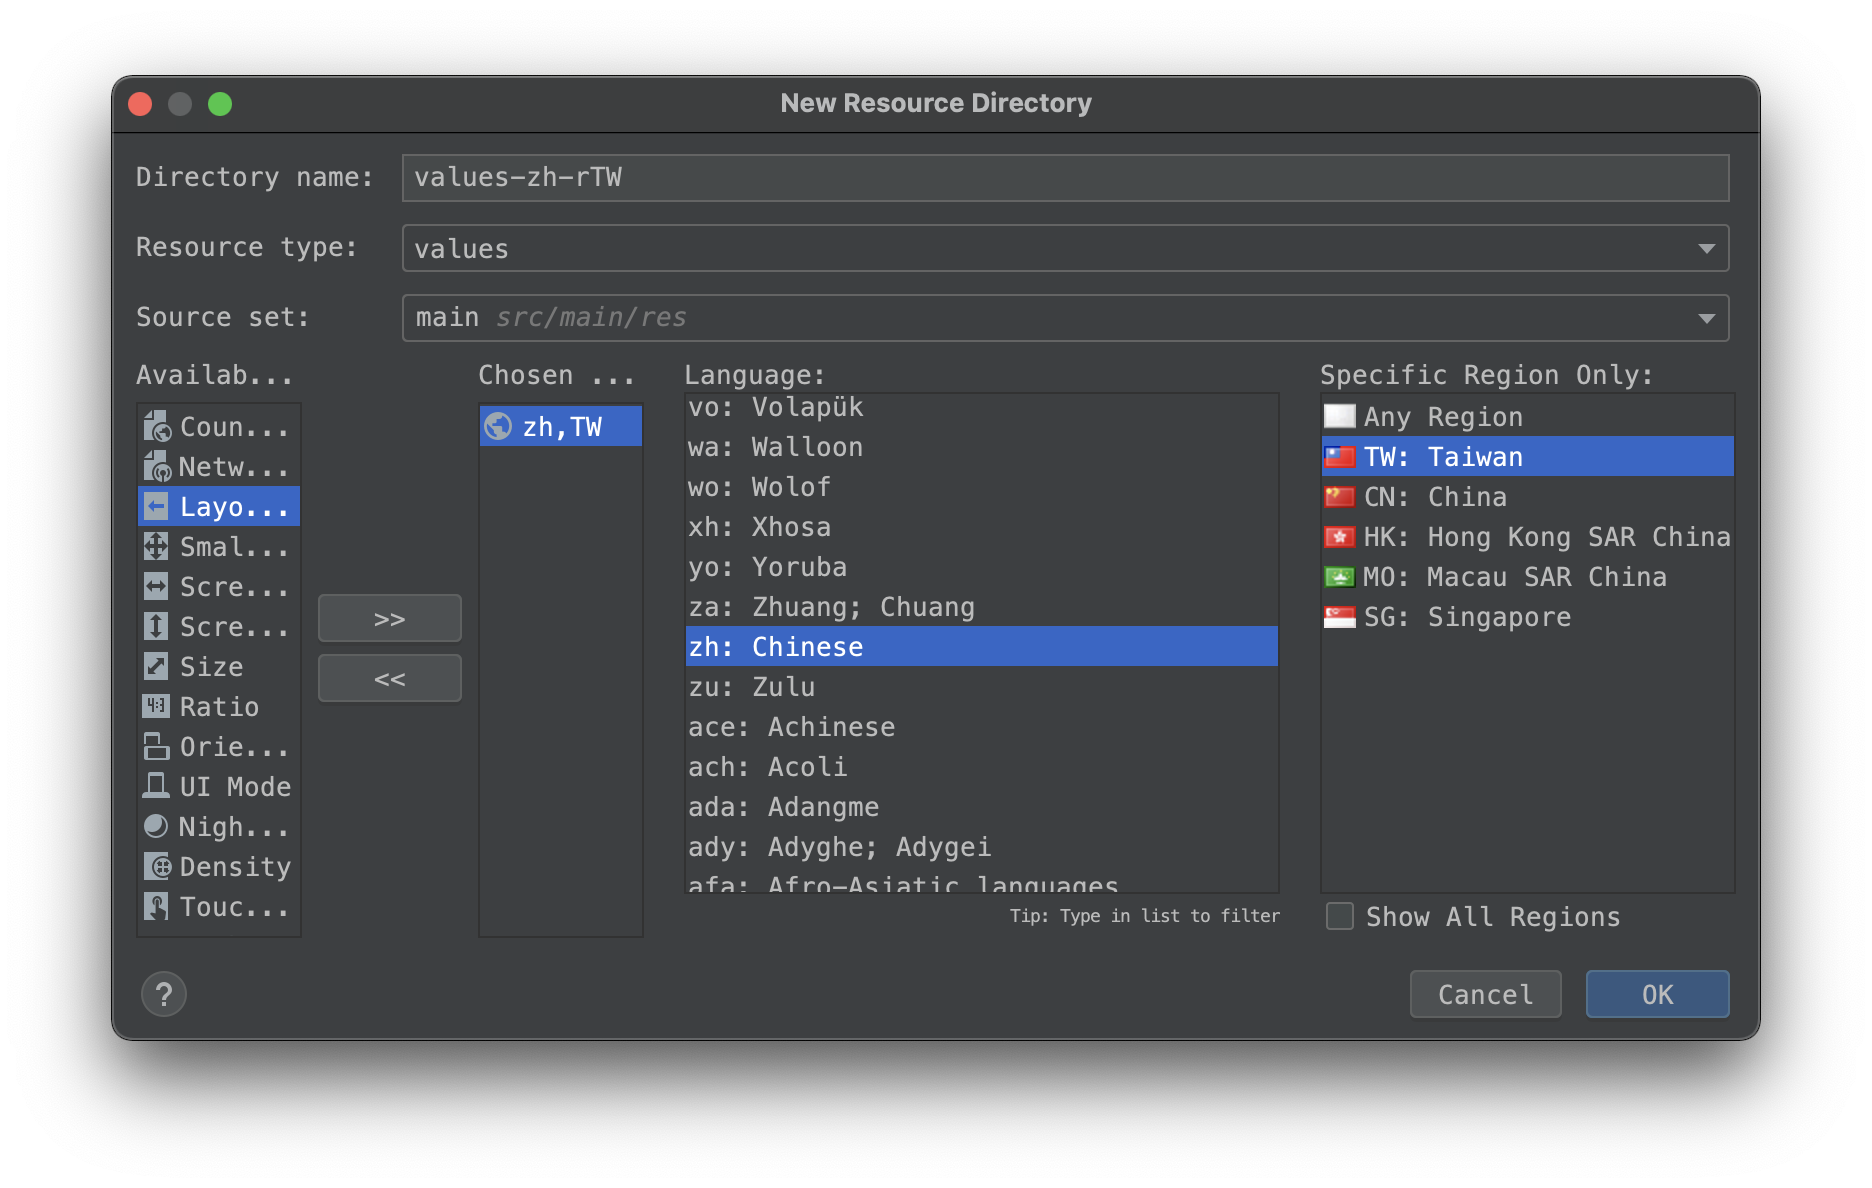 New Resource Directory
Directory name: values-zh-rTW
Resource type: values
Source set: main src/main/res
Availab...
Coun...
Netw...
Layo...
Smal...
Scre...
Scre...
Size
Ratio
Orie...
UI Mode
Nigh...
Density
Touc...
>>
<<
Chosen ...
zh,TW
Language:
vo: Volapük
wa: Walloon
wo: Wolof
xh: Xhosa
yo: Yoruba
za: Zhuang; Chuang
zh: Chinese
zu: Zulu
ace: Achinese
ach: Acoli
ada: Adangme
ady: Adyghe; Adygei
afa: Afro-Asiatic languages
Tip: Type in list to filter
Specific Region Only:
Any Region
TW: Taiwan
CN: China
HK: Hong Kong SAR China
MO: Macau SAR China
SG: Singapore
Show All Regions
?
Cancel
OK